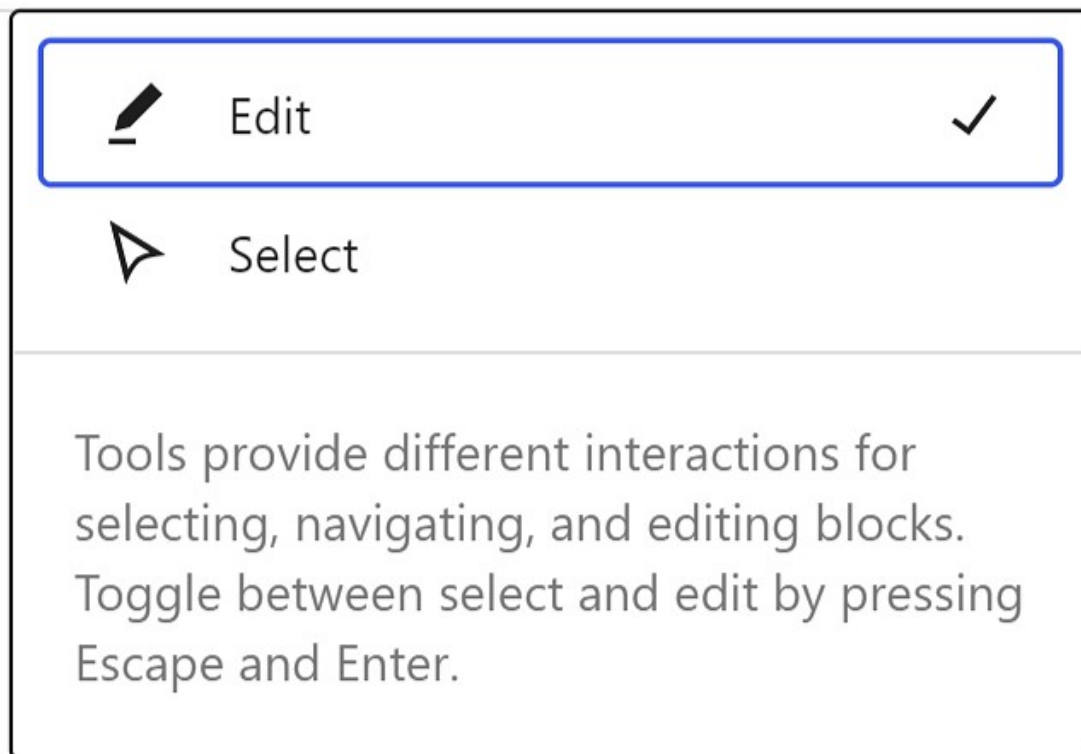 Edit
Select
Tools provide different interactions for
selecting, navigating, and editing blocks.
Toggle between select and edit by pressing
Escape and Enter.